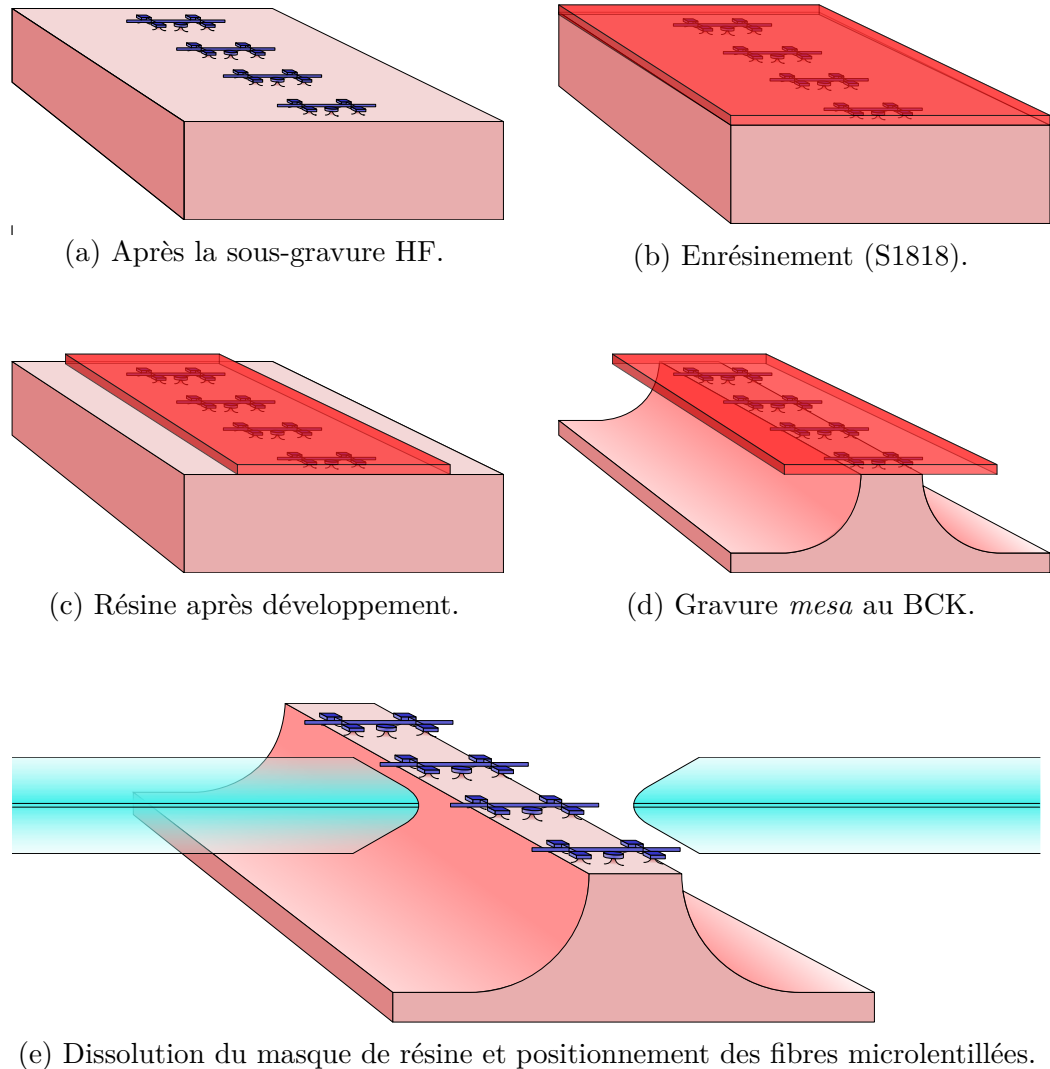 (a) Après la sous-gravure HF.
(b) Enrésinement (S1818).
(c) Résine après développement.
(d) Gravure mesa au BCK.
(e) Dissolution du masque de résine et positionnement des fibres microlentillées.